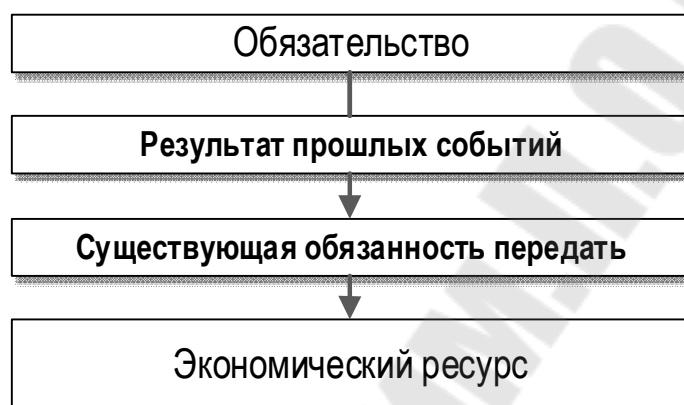 Обязательство
Результат прошлых событий
Существующая обязанность передать
Экономический ресурс